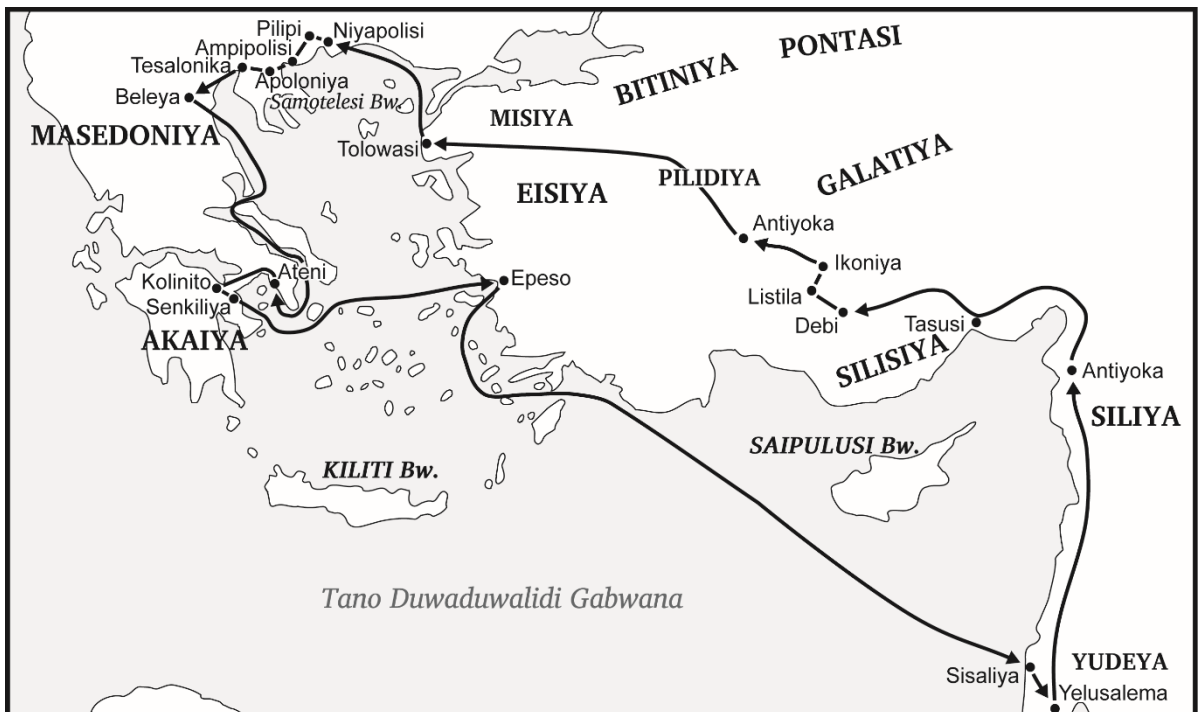 PONTASI
Pilipi
Niyapolisi
Ampipolisi
Tesalonika
BITINIYA
Apoloniya
Beleya
Samotelesi Bw.
MISIYA
MASEDONIYA
Tolowasi
GALATIYA
PILIDIYA
EISIYA
Antiyoka
Ikoniya
Ateni
Epeso
Kolinito
Listila
Senkiliya
Debi
Tasusi
AKAIYA
SILISIYA
Antiyoka
SILIYA
SAIPULUSI Bw.
KILITI Bw.
Tano Duwaduwalidi Gabwana
YUDEYA
Sisaliya
Yelusalema